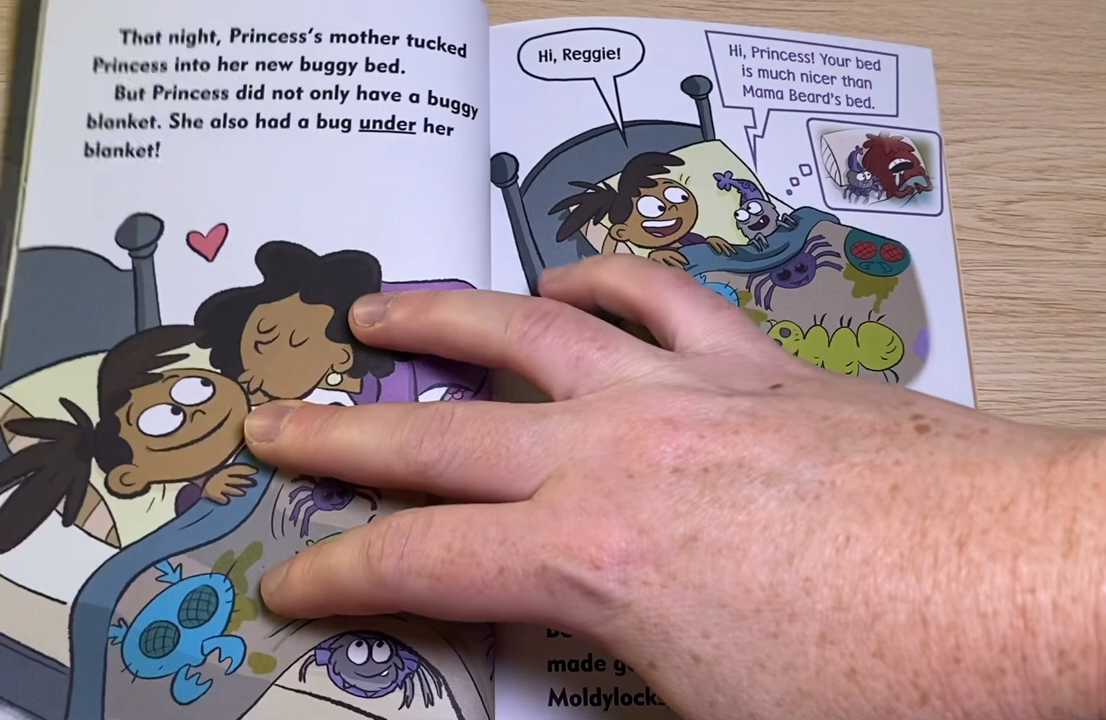 That night, Princess's mother tucked
Princess into her new buggy bed.
But Princess did not only have a buggy
blanket. She also had a bug under her
blanket!
Hi, Reggie!
Hi, Princess! Your bed
is much nicer than
Mama Beard's bed.
made
Moldylocks